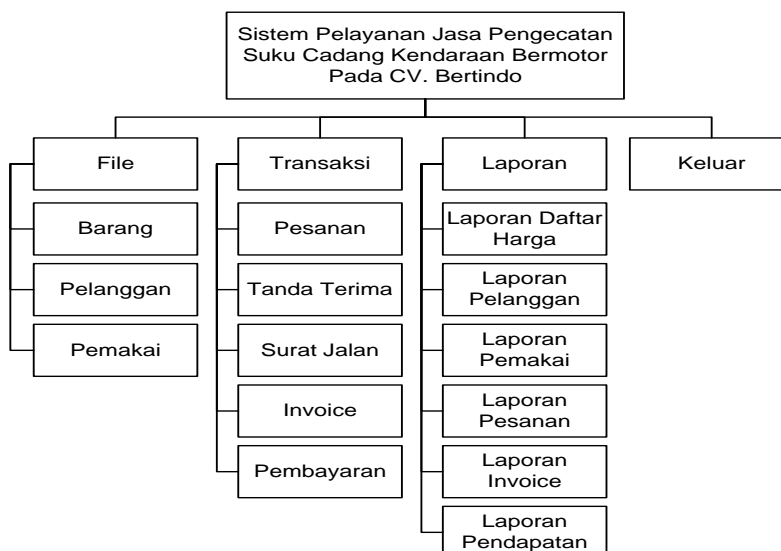 Sistem Pelayanan Jasa Pengecatan
Suku Cadang Kendaraan Bermotor
Pada CV. Bertindo
File
Barang
Pelanggan
Pemakai
Transaksi
Pesanan
Tanda Terima
Surat Jalan
Invoice
Pembayaran
Laporan
Laporan Daftar
Harga
Laporan
Pelanggan
Laporan
Pemakai
Laporan
Pesanan
Laporan
Invoice
Laporan
Pendapatan
Keluar